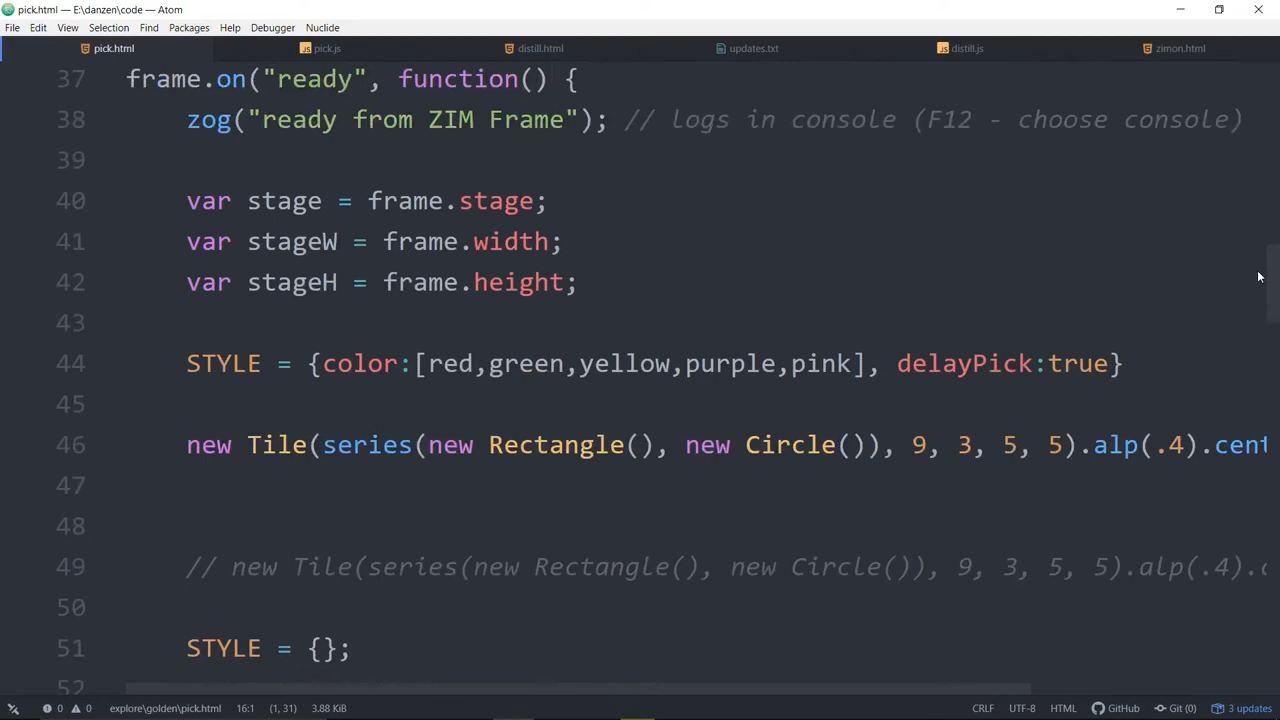 pick.html — E:\danzen\code — Atom
File Edit View Selection Find Packages Help Debugger Nuclide
pick.html pick.js distill.html updates.txt distill.js zimon.html
37 frame.on("ready", function() {
38 zog("ready from ZIM Frame"); // logs in console (F12 - choose console)
39
40 var stage = frame.stage;
41 var stageW = frame.width;
42 var stageH = frame.height;
43
44 STYLE = {color:[red,green,yellow,purple,pink], delayPick:true}
45
46 new Tile(series(new Rectangle(), new Circle()), 9, 3, 5, 5).alp(.4).cent
47
48
49 // new Tile(series(new Rectangle(), new Circle()), 9, 3, 5, 5).alp(.4).c
50
51 STYLE = {};
52
0 0 explore\golden\pick.html 16:1 (1, 31) 3.88 KiB CRLF UTF-8 HTML GitHub Git (0) 3 updates